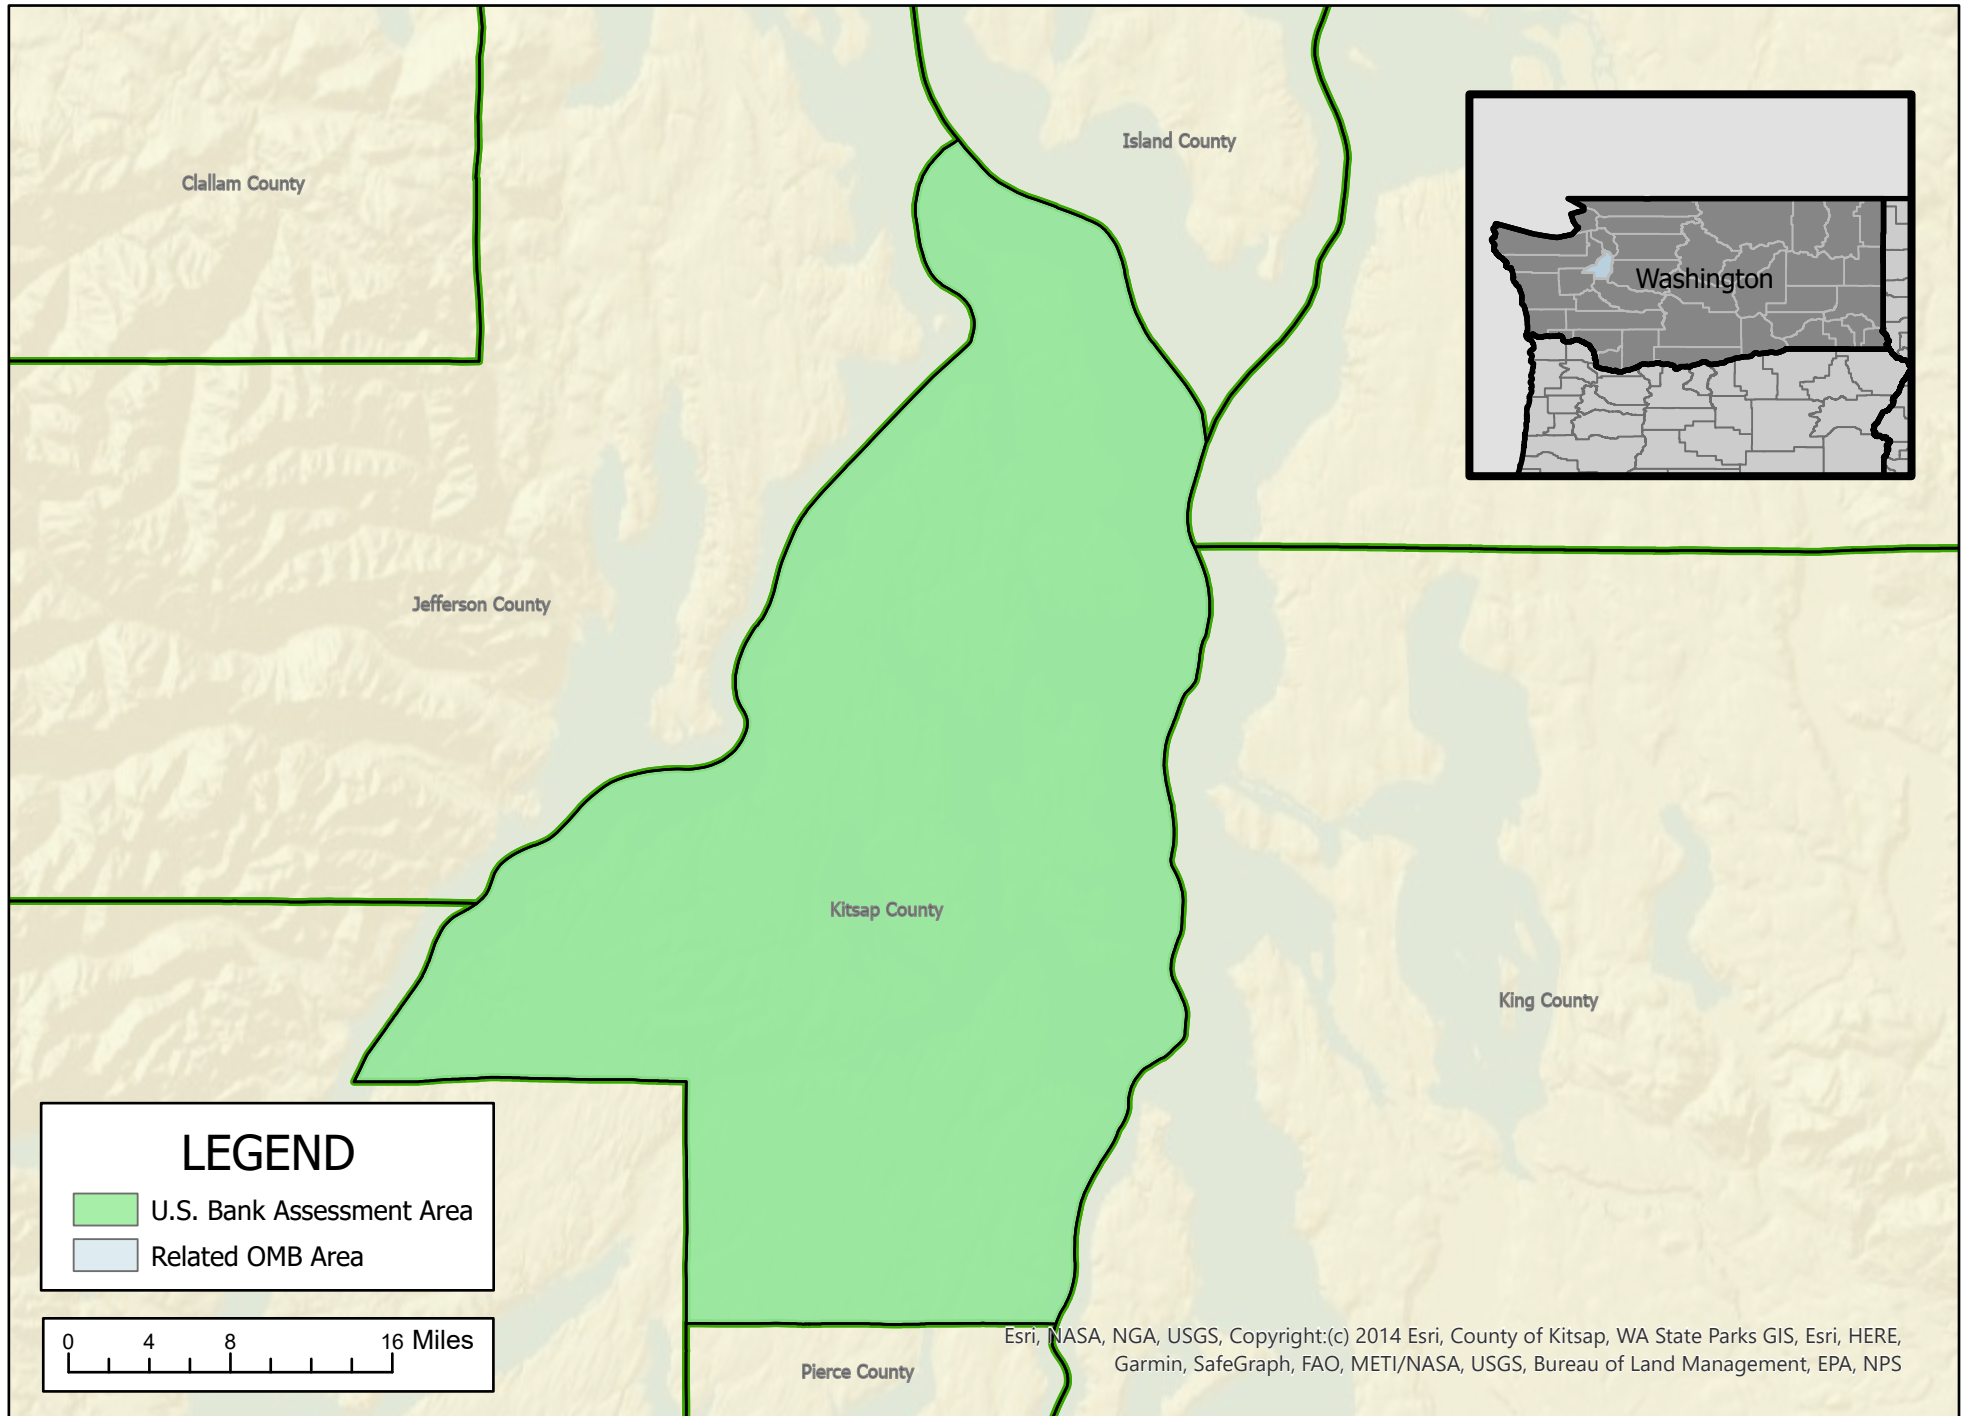 Island County
Clallam County
Washington
Jefferson County
Kitsap County
King County
LEGEND
U.S. Bank Assessment Area
Related OMB Area
0 4 8 16 Miles
Pierce County
Esri, NASA, NGA, USGS, Copyright:(c) 2014 Esri, County of Kitsap, WA State Parks GIS, Esri, HERE,
Garmin, SafeGraph, FAO, METI/NASA, USGS, Bureau of Land Management, EPA, NPS